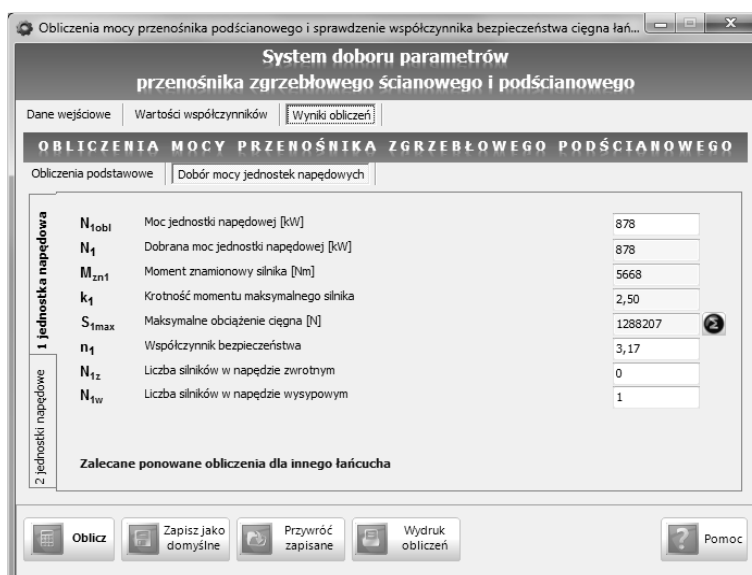 Obliczenia mocy przenośnika podścianowego i sprawdzenie współczynnika bezpieczeństwa cięgna łań...
System doboru parametrów
przenośnika zgrzebłowego ścianowego i podścianowego
Dane wejściowe Wartości współczynników Wyniki obliczeń
OBLICZENIA MOCY PRZENOŚNIKA ZGRZEBŁOWEGO PODŚCIANOWEGO
Obliczenia podstawowe Dobór mocy jednostek napędowych
1 jednostka napędowa
2 jednostki napędowe
N1obl Moc jednostki napędowej [kW] 878
N1 Dobrana moc jednostki napędowej [kW] 878
Mzn1 Moment znamionowy silnika [Nm] 5668
k1 Krotność momentu maksymalnego silnika 2,50
S1max Maksymalne obciążenie cięgna [N] 1288207 Σ
n1 Współczynnik bezpieczeństwa 3,17
N1z Liczba silników w napędzie zwrotnym 0
N1w Liczba silników w napędzie wysypowym 1
Zalecane ponowane obliczenia dla innego łańcucha
Oblicz
Zapisz jako
domyślne
Przywróć
zapisane
Wydruk
obliczeń
? Pomoc